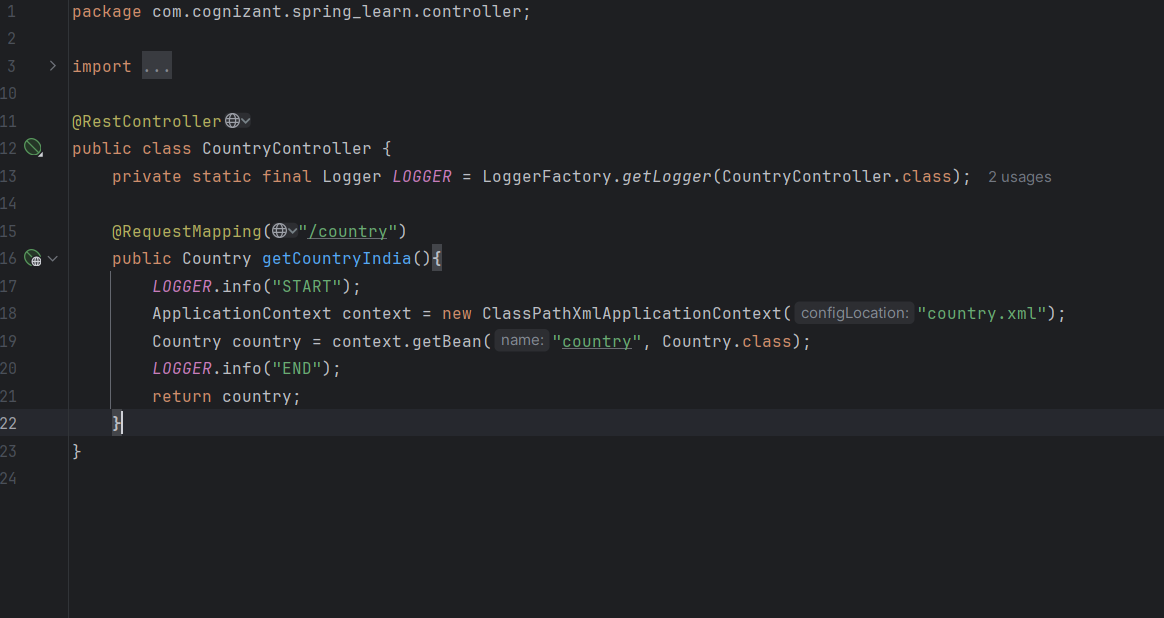 1 package com.cognizant.spring_learn.controller;
2
3 import ...
10
11 @RestController
12 public class CountryController {
13 private static final Logger LOGGER = LoggerFactory.getLogger(CountryController.class); 2 usages
14
15 @RequestMapping("/country")
16 public Country getCountryIndia(){
17 LOGGER.info("START");
18 ApplicationContext context = new ClassPathXmlApplicationContext( configLocation: "country.xml");
19 Country country = context.getBean( name: "country", Country.class);
20 LOGGER.info("END");
21 return country;
22 }
23 }
24